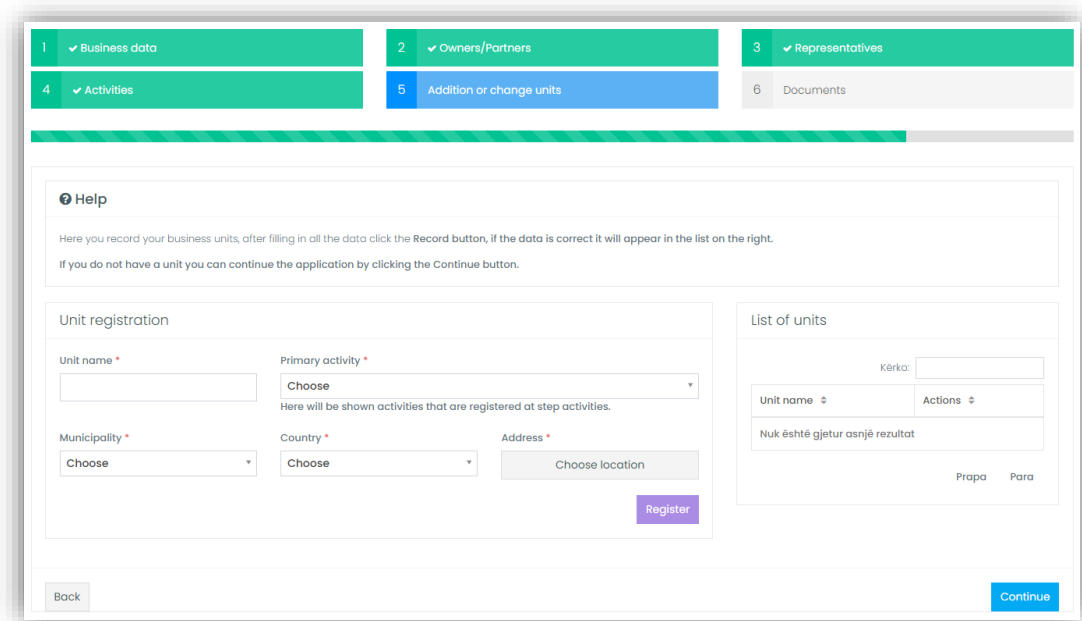 1 Business data
2 Owners/Partners
3 Representatives
4 Activities
5 Addition or change units
6 Documents
Help
Here you record your business units, after filling in all the data click the Record button, if the data is correct it will appear in the list on the right.
If you do not have a unit you can continue the application by clicking the Continue button.
Unit registration
Unit name *
Primary activity *
Choose
Here will be shown activities that are registered at step activities.
Municipality *
Country *
Address *
Choose
Choose
Choose location
Register
List of units
Kërko:
Unit name
Actions
Nuk është gjetur asnjë rezultat
Prapa
Para
Back
Continue